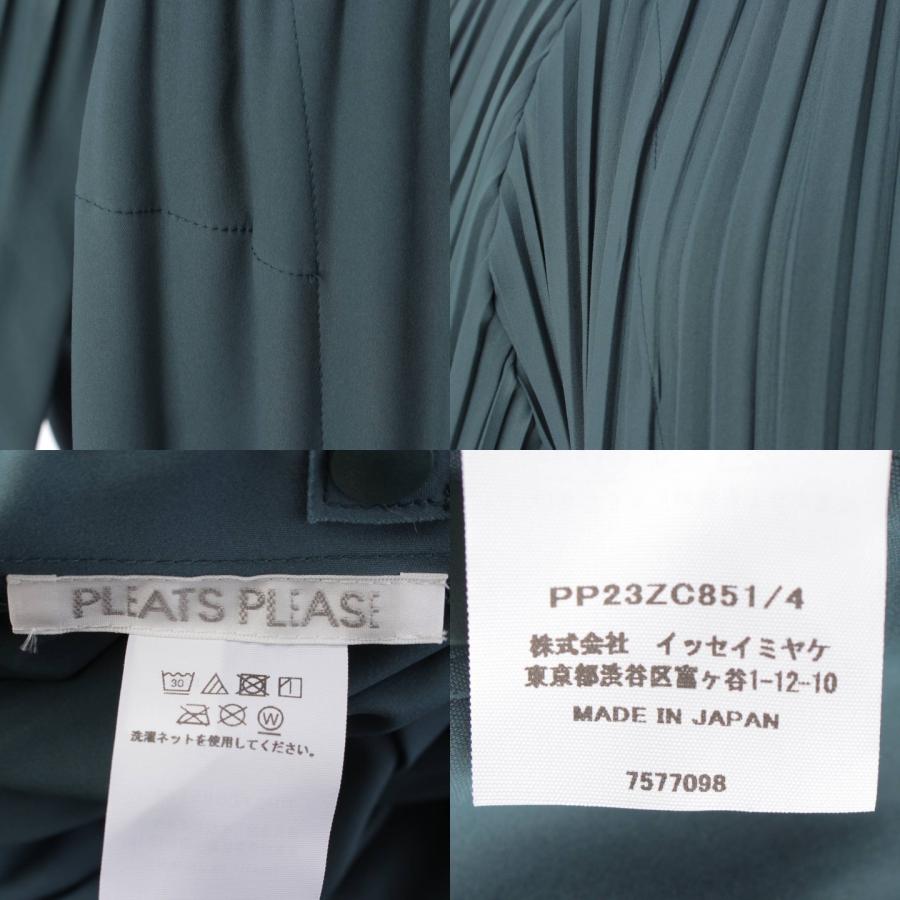 PLEATS PLEASE
30
W
洗濯ネットを使用してください。
PP23ZC851/4
株式会社 イッセイミヤケ
東京都渋谷区富ヶ谷1-12-10
MADE IN JAPAN
7577098